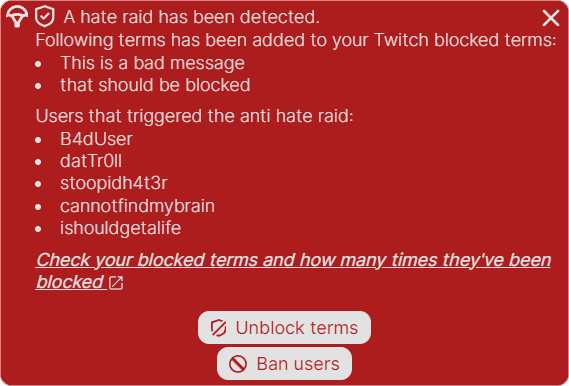 A hate raid has been detected.
Following terms has been added to your Twitch blocked terms:
• This is a bad message
• that should be blocked
Users that triggered the anti hate raid:
• B4dUser
• datTr0ll
• stoopidh4t3r
• cannotfindmybrain
• ishouldgetalife
Check your blocked terms and how many times they've been
blocked
Unblock terms
Ban users